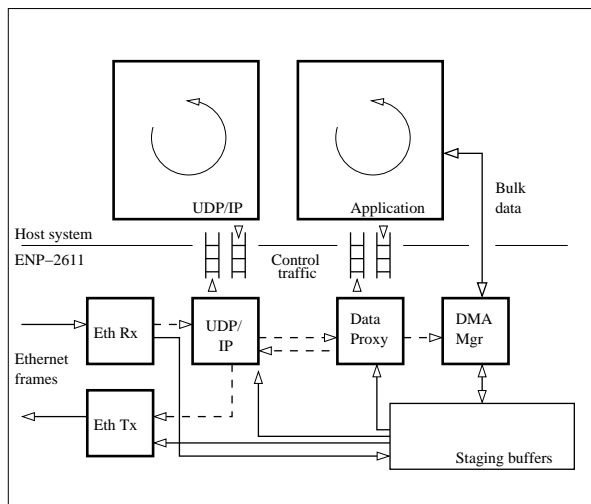 UDP/IP
Application
Bulk
data
Host system
ENP−2611
Control
traffic
Eth Rx
UDP/
IP
Data
Proxy
DMA
Mgr
Ethernet
frames
Eth Tx
Staging buffers